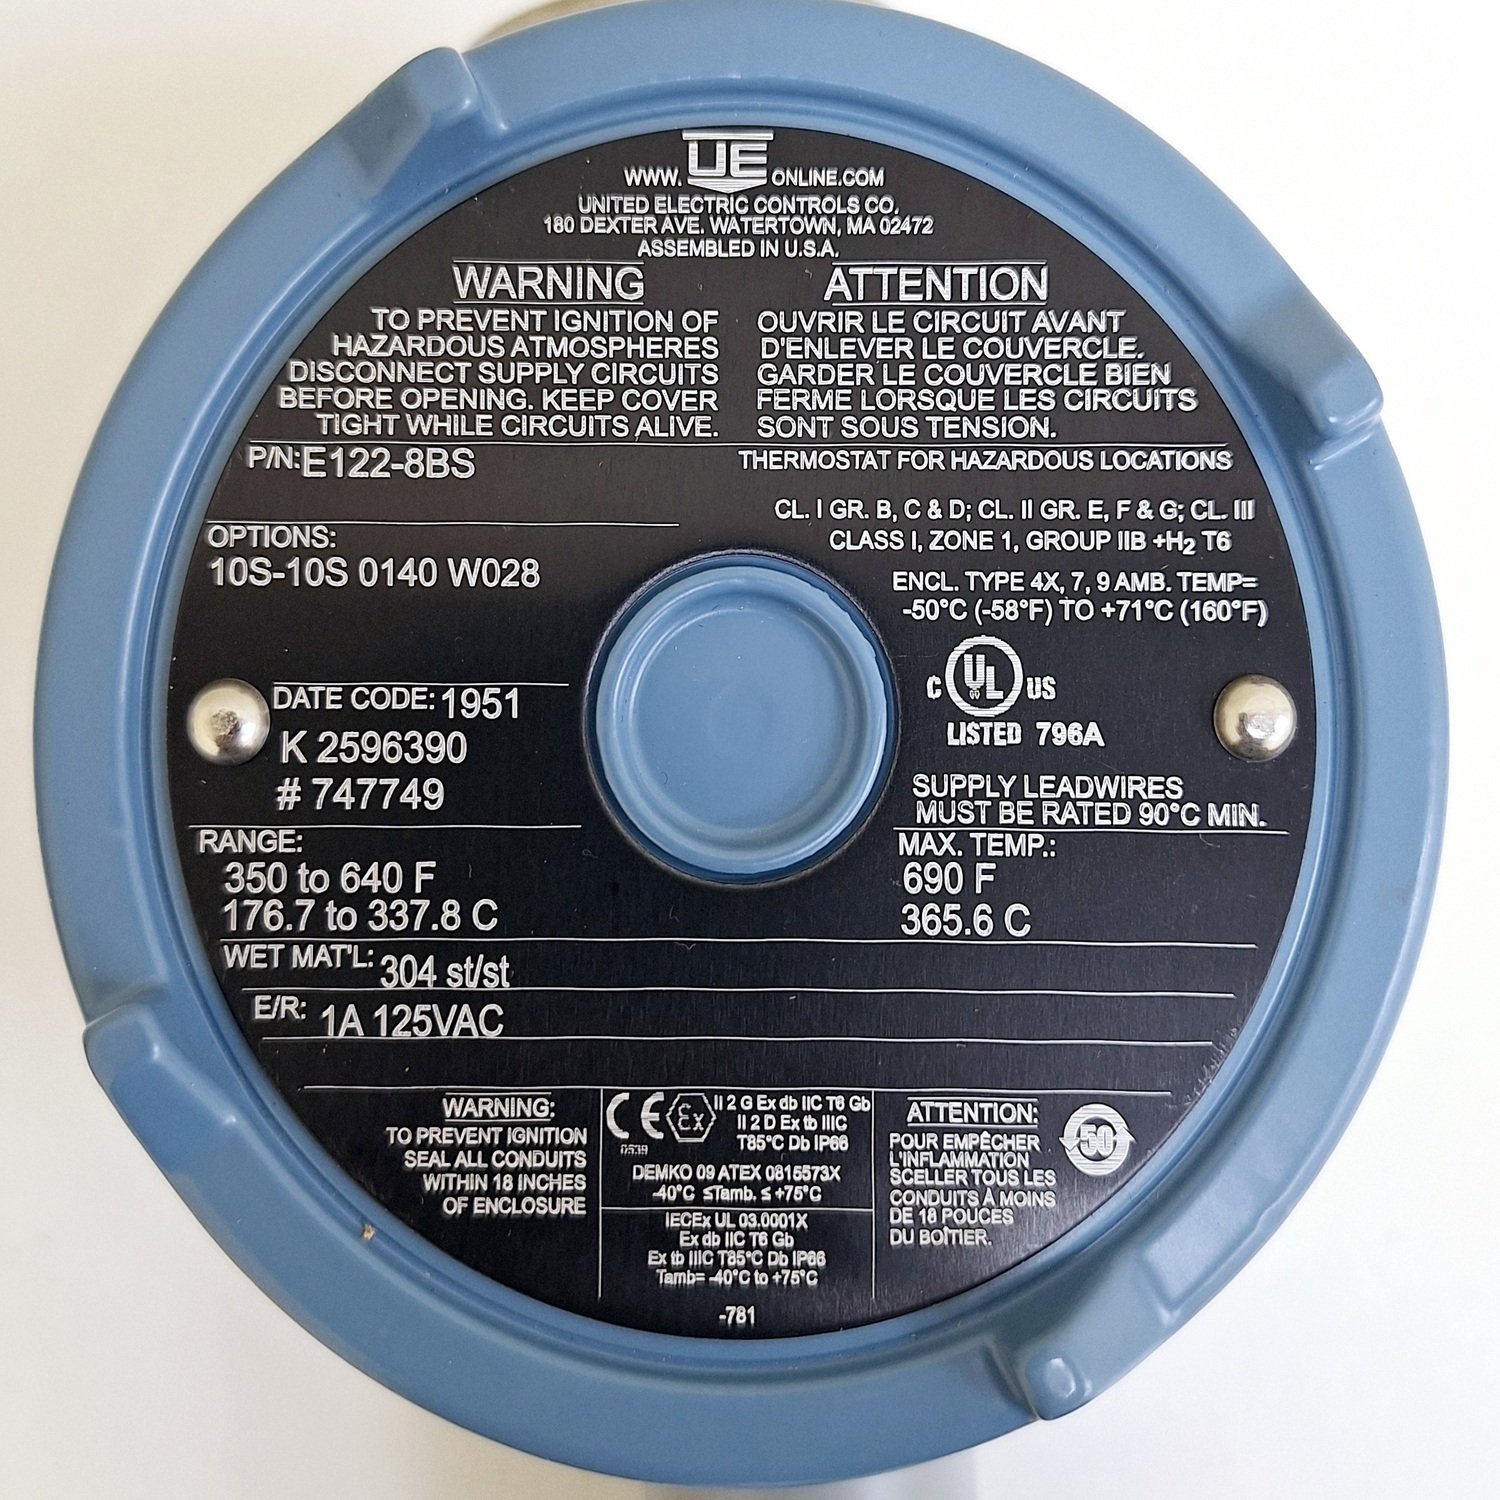 WWW. UE ONLINE.COM
UNITED ELECTRIC CONTROLS CO.
180 DEXTER AVE. WATERTOWN, MA 02472
ASSEMBLED IN U.S.A.
WARNING
TO PREVENT IGNITION OF
HAZARDOUS ATMOSPHERES
DISCONNECT SUPPLY CIRCUITS
BEFORE OPENING. KEEP COVER
TIGHT WHILE CIRCUITS ALIVE.
ATTENTION
OUVRIR LE CIRCUIT AVANT
D'ENLEVER LE COUVERCLE.
GARDER LE COUVERCLE BIEN
FERME LORSQUE LES CIRCUITS
SONT SOUS TENSION.
P/N: E122-8BS
THERMOSTAT FOR HAZARDOUS LOCATIONS
CL. I GR. B, C & D; CL. II GR. E, F & G; CL. III
CLASS I, ZONE 1, GROUP IIB +H₂ T6
OPTIONS:
10S-10S 0140 W028
ENCL. TYPE 4X, 7, 9 AMB. TEMP=
-50°C (-58°F) TO +71°C (160°F)
C UL US
LISTED 796A
DATE CODE: 1951
K 2596390
# 747749
SUPPLY LEADWIRES
MUST BE RATED 90°C MIN.
RANGE:
350 to 640 F
176.7 to 337.8 C
MAX. TEMP.:
690 F
365.6 C
WET MAT'L: 304 st/st
E/R: 1A 125VAC
WARNING:
TO PREVENT IGNITION
SEAL ALL CONDUITS
WITHIN 18 INCHES
OF ENCLOSURE
CE Ex II 2 G Ex db IIC T6 Gb
0539 II 2 D Ex tb IIIC
T85°C Db IP66
DEMKO 09 ATEX 0815573X
-40°C ≤Tamb. ≤ +75°C
IECEx UL 03.0001X
Ex db IIC T6 Gb
Ex tb IIIC T85°C Db IP66
Tamb= -40°C to +75°C
ATTENTION:
POUR EMPÊCHER
L'INFLAMMATION
SCELLER TOUS LES
CONDUITS À MOINS
DE 18 POUCES
DU BOÎTIER.
50
-781